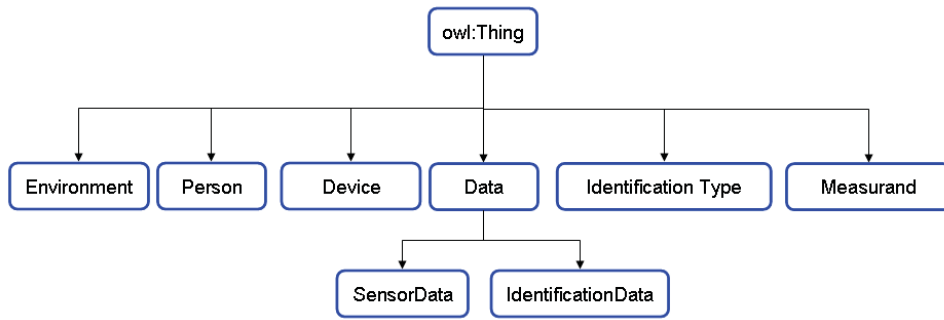 owl:Thing
Environment
Person
Device
Data
Identification Type
Measurand
SensorData
IdentificationData